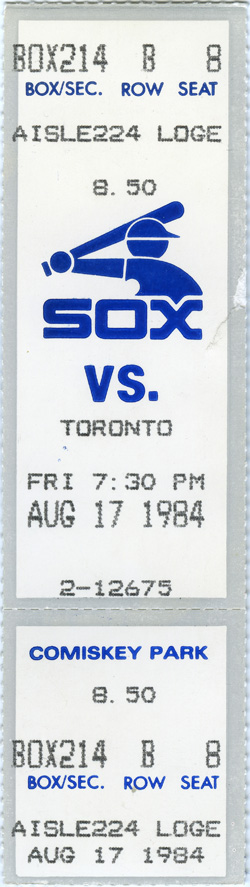 BOX214 B 8
BOX/SEC. ROW SEAT
AISLE224 LOGE
8.50
SOX
VS.
TORONTO
FRI 7:30 PM
AUG 17 1984
2-12675
COMISKEY PARK
8.50
BOX214 B 8
BOX/SEC. ROW SEAT
AISLE224 LOGE
AUG 17 1984